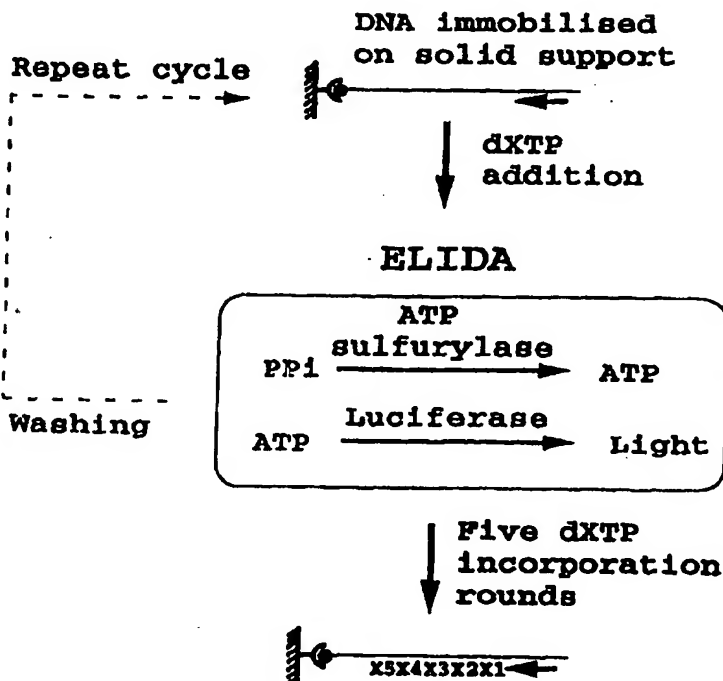 DNA immobilised
on solid support
Repeat cycle
dXTP
addition
ELIDA
ATP
sulfurylase
PPi
ATP
Luciferase
ATP
Light
Washing
Five dXTP
incorporation
rounds
X5X4X3X2X1